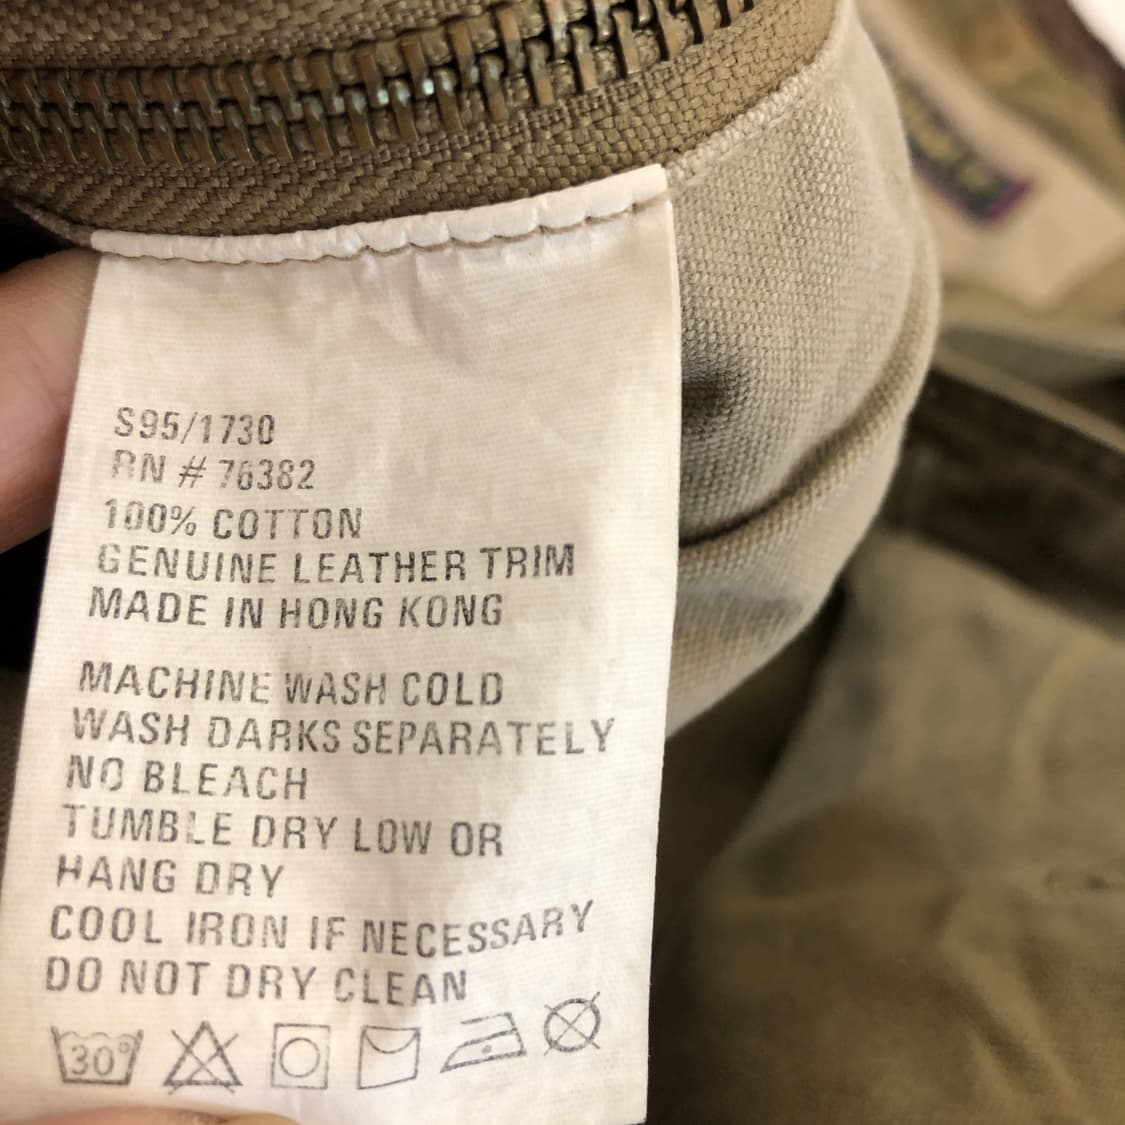 S95/1730
RN # 76382
100% COTTON
GENUINE LEATHER TRIM
MADE IN HONG KONG
MACHINE WASH COLD
WASH DARKS SEPARATELY
NO BLEACH
TUMBLE DRY LOW OR
HANG DRY
COOL IRON IF NECESSARY
DO NOT DRY CLEAN
30°